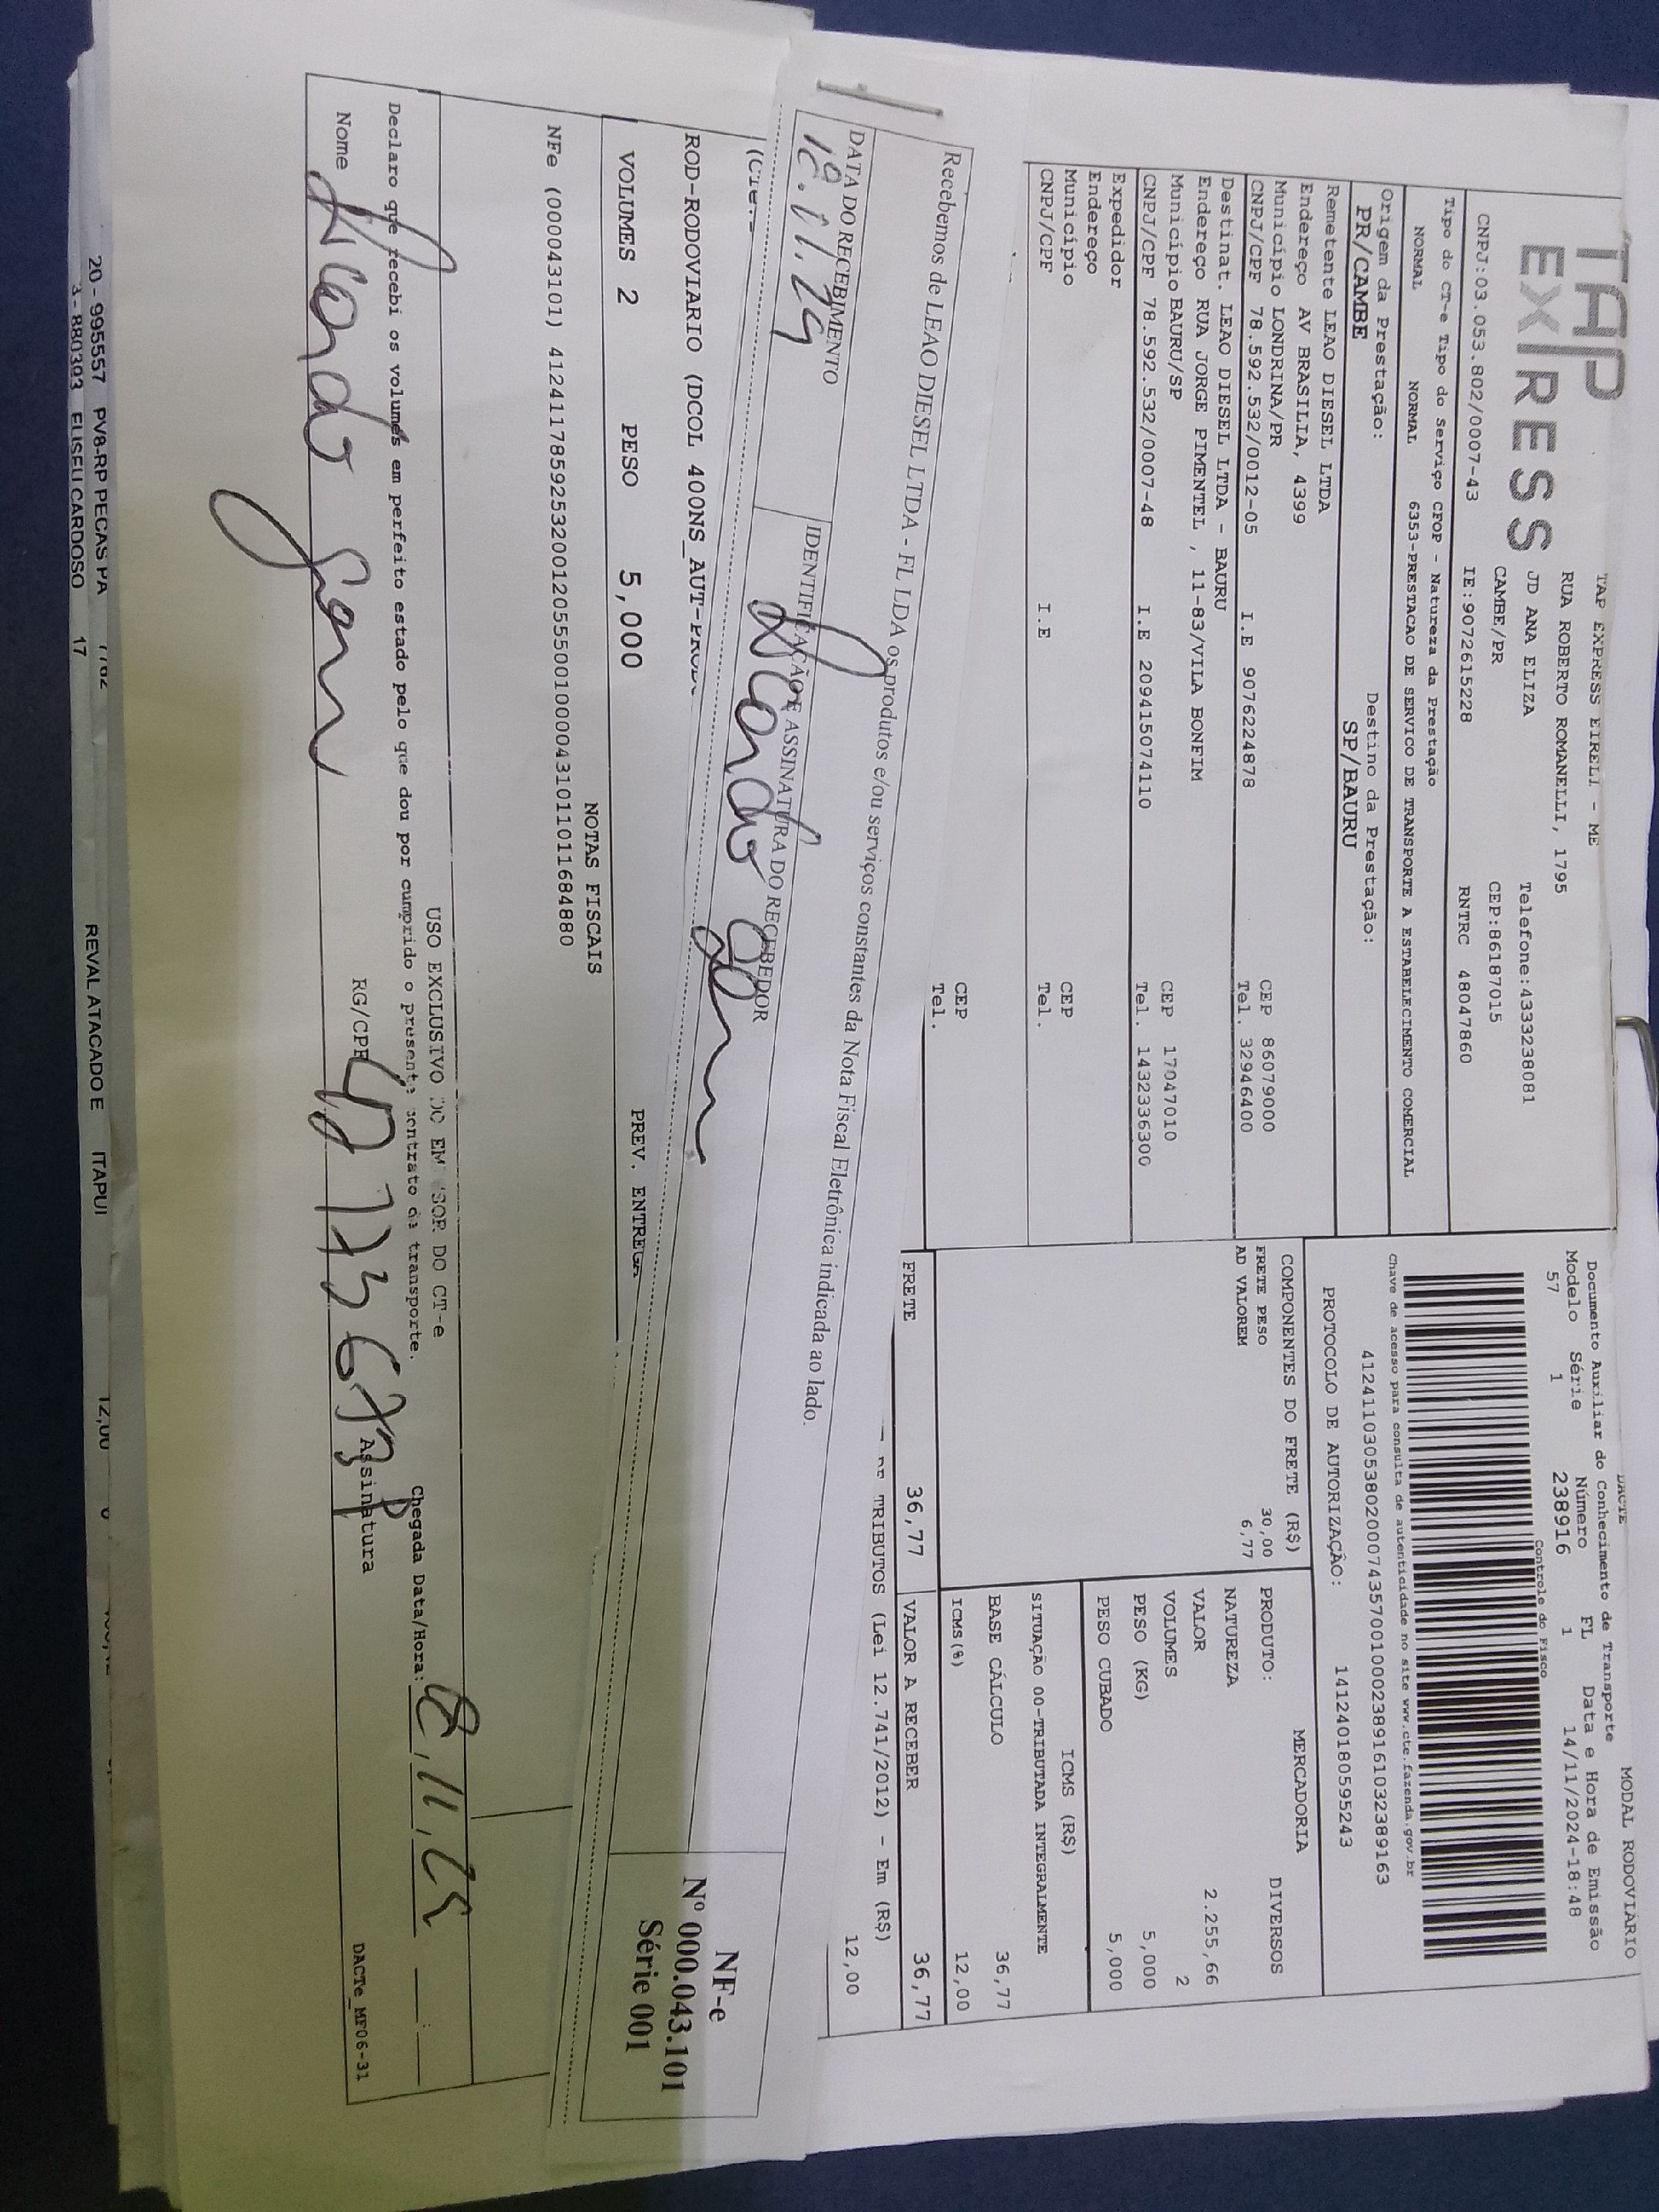 TAP
EXPRESS
TAP EXPRESS EIRELI - ME
RUA ROBERTO ROMANELLI, 1795
JD ANA ELIZA Telefone:4333238081
CAMBE/PR CEP:86187015
CNPJ:03.053.802/0007-43 IE:9072615228 RNTRC 48047860
Tipo do CT-e Tipo do Serviço CFOP - Natureza da Prestação
NORMAL NORMAL 6353-PRESTACAO DE SERVICO DE TRANSPORTE A ESTABELECIMENTO COMERCIAL
Origem da Prestação: Destino da Prestação:
PR/CAMBE SP/BAURU
Remetente LEAO DIESEL LTDA
Endereço AV BRASILIA, 4399
Município LONDRINA/PR CEP 86079000
CNPJ/CPF 78.592.532/0012-05 I.E 9076224878 Tel. 32946400
Destinat. LEAO DIESEL LTDA - BAURU
Endereço RUA JORGE PIMENTEL , 11-83/VILA BONFIM
Município BAURU/SP CEP 17047010
CNPJ/CPF 78.592.532/0007-48 I.E 209415074110 Tel. 1432336300
Expedidor
Endereço
Município CEP
CNPJ/CPF I.E Tel.
CEP
Tel.
DACTE MODAL RODOVIÁRIO
Documento Auxiliar do Conhecimento de Transporte
Modelo Série Número FL Data e Hora de Emissão
57 1 238916 1 14/11/2024-18:48
Controle do Fisco
Chave de acesso para consulta de autenticidade no site www.cte.fazenda.gov.br
41241103053802000743570010002389161032389163
PROTOCOLO DE AUTORIZAÇÃO: 141240180595243
COMPONENTES DO FRETE (R$)
FRETE PESO 30,00
AD VALOREM 6,77
MERCADORIA
PRODUTO: DIVERSOS
NATUREZA
VALOR 2.255,66
VOLUMES 2
PESO (KG) 5,000
PESO CUBADO 5,000
ICMS (R$)
SITUAÇÃO 00-TRIBUTADA INTEGRALMENTE
BASE CÁLCULO 36,77
ICMS(%) 12,00
FRETE 36,77 VALOR A RECEBER 36,77
TRIBUTOS (Lei 12.741/2012) - Em (R$) 12,00
Recebemos de LEAO DIESEL LTDA - FL LDA os produtos e/ou serviços constantes da Nota Fiscal Eletrônica indicada ao lado.
DATA DO RECEBIMENTO IDENTIFICAÇÃO E ASSINATURA DO RECEBEDOR
NF-e
Nº 000.043.101
Série 001
ROD-RODOVIARIO (DCOL 400NS_AUT-PROD.
VOLUMES 2 PESO 5,000 PREV. ENTREGA
NOTAS FISCAIS
NFe (000043101) 41241178592532001205550010000431011011684880
USO EXCLUSIVO DO EMISSOR DO CT-e
Declaro que recebi os volumes em perfeito estado pelo que dou por cumprido o presente contrato de transporte.
Chegada Data/Hora:
Nome RG/CPF Assinatura
DACTe_MF06-31
20 - 995557 PV8-RP PECAS PA REVAL ATACADO E ITAPUI 12,00
3 - 880393 ELISEU CARDOSO 17